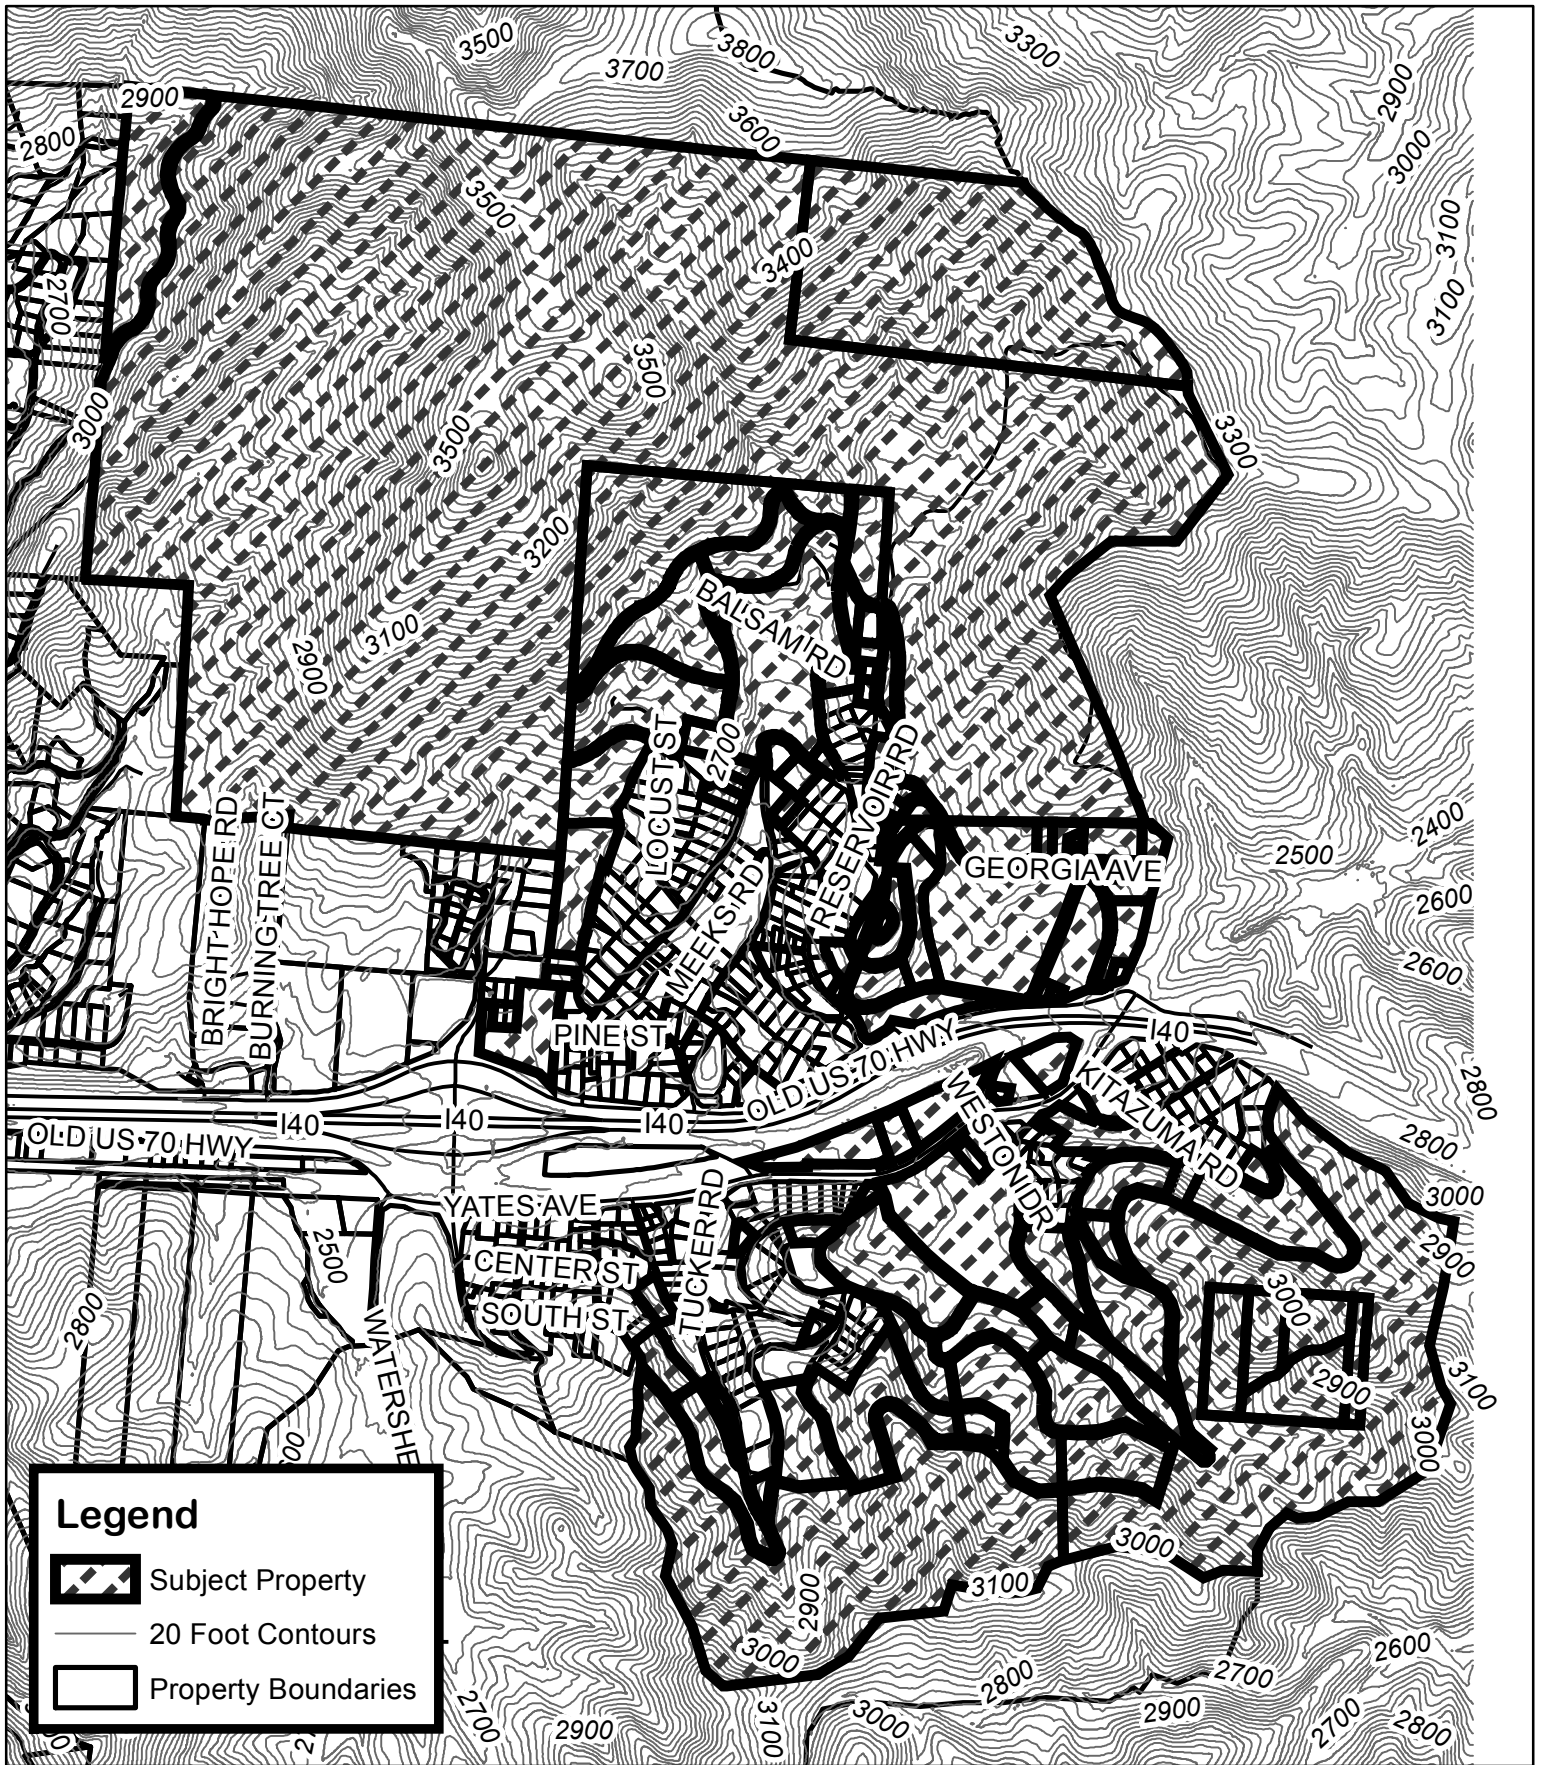 3500
3800
3300
3700
2900
2900
2800
3600
3000
3500
3100
3400
2700
3100
3500
3000
3500
3300
3200
BALSAM RD
3100
2900
LOCUST ST
2700
RESERVOIR RD
BRIGHT HOPE RD
BURNING TREE CT
2400
2500
GEORGIA AVE
MEEKS RD
2600
2600
PINE ST
I40
OLD US 70 HWY
KITAZUMA RD
2800
WESTON DR
I40
I40
I40
OLD US 70 HWY
2800
YATES AVE
TUCKER RD
3000
2500
2900
CENTER ST
3000
2800
SOUTH ST
WATERSHE
2900
3100
3000
Legend
Subject Property
20 Foot Contours
Property Boundaries
3000
3100
2900
3000
2600
2800
2700
2700
2900
3100
3000
2900
2700
2800